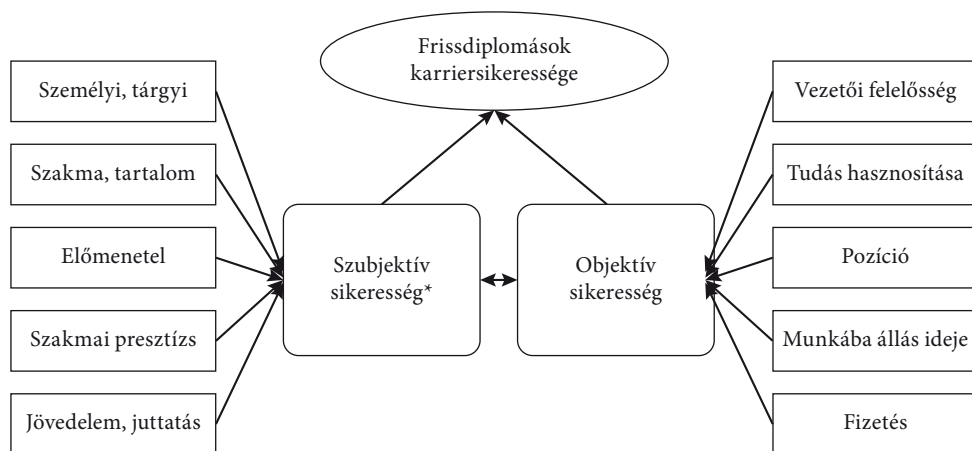 Frissdiplomások
karriersikeressége
Személyi, tárgyi
Szakma, tartalom
Előmenetel
Szakmai presztízs
Jövedelem, juttatás
Szubjektív
sikeresség*
Objektív
sikeresség
Vezetői felelősség
Tudás hasznosítása
Pozíció
Munkába állás ideje
Fizetés